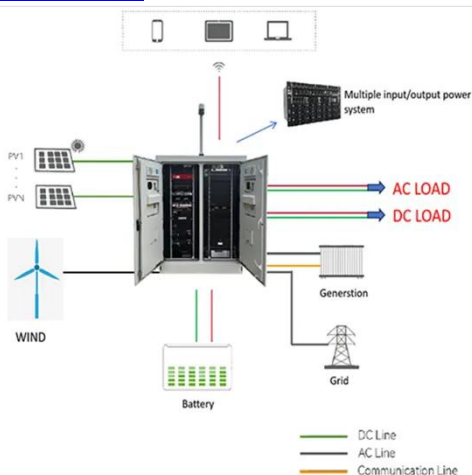 Multiple input/output power
system
PV1
PVN
AC LOAD
DC LOAD
WIND
Generstion
Grid
Battery
DC Line
AC Line
Communication Line